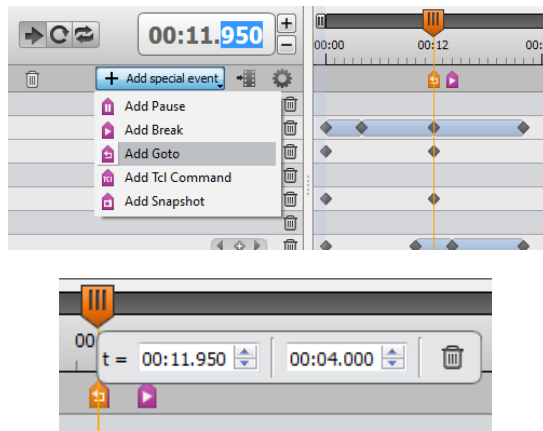 00:11.950
00:00
00:12
00:
Add special event
Add Pause
Add Break
Add Goto
TCl
Add Tcl Command
Add Snapshot
00
t =
00:11.950
00:04.000